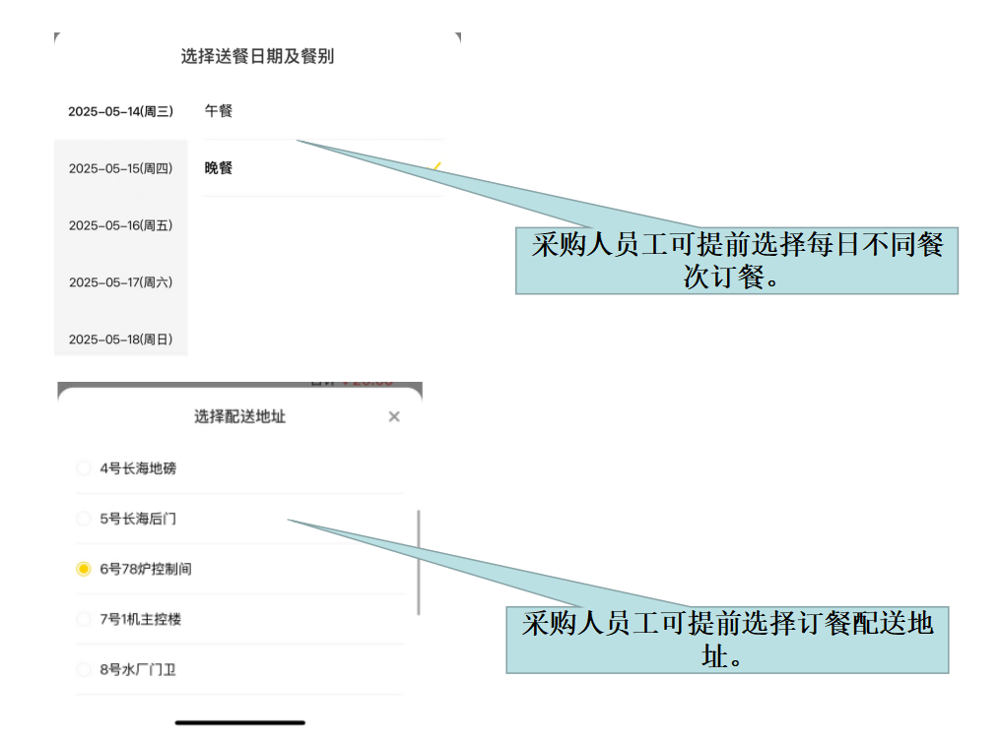 选择送餐日期及餐别
2025-05-14(周三)
午餐
2025-05-15(周四)
晚餐
2025-05-16(周五)
2025-05-17(周六)
2025-05-18(周日)
采购人员工可提前选择每日不同餐
次订餐。
选择配送地址
4号长海地磅
5号长海后门
6号78炉控制间
7号1机主控楼
8号水厂门卫
采购人员工可提前选择订餐配送地
址。